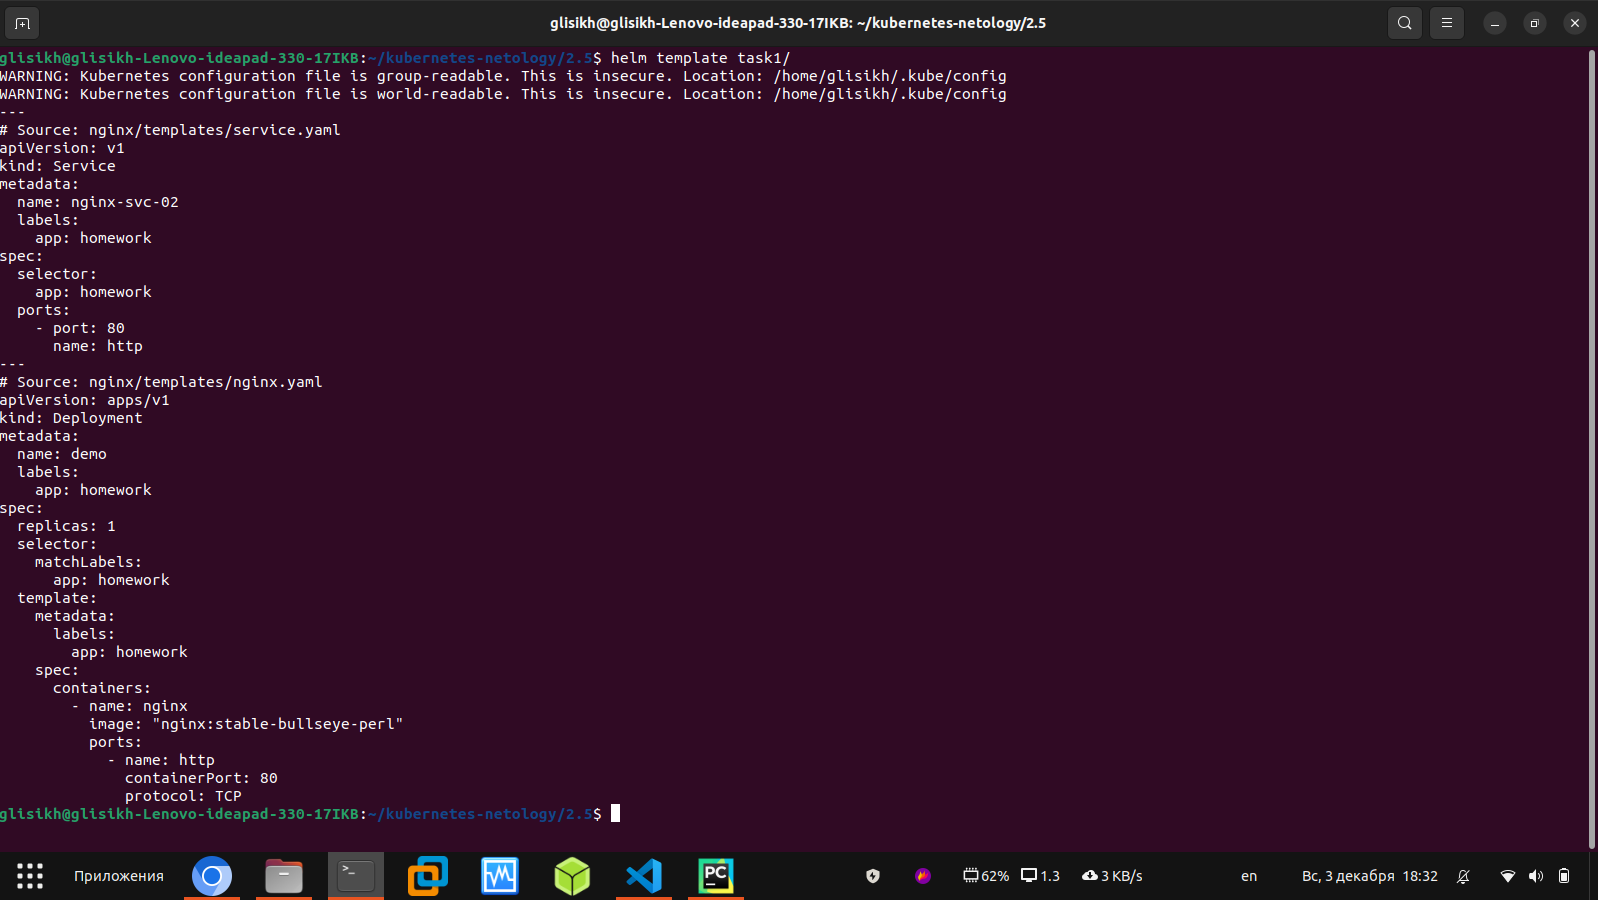 glisikh@glisikh-Lenovo-ideapad-330-17IKB: ~/kubernetes-netology/2.5
glisikh@glisikh-Lenovo-ideapad-330-17IKB:~/kubernetes-netology/2.5$ helm template task1/
WARNING: Kubernetes configuration file is group-readable. This is insecure. Location: /home/glisikh/.kube/config
WARNING: Kubernetes configuration file is world-readable. This is insecure. Location: /home/glisikh/.kube/config
---
# Source: nginx/templates/service.yaml
apiVersion: v1
kind: Service
metadata:
  name: nginx-svc-02
  labels:
    app: homework
spec:
  selector:
    app: homework
  ports:
    - port: 80
      name: http
---
# Source: nginx/templates/nginx.yaml
apiVersion: apps/v1
kind: Deployment
metadata:
  name: demo
  labels:
    app: homework
spec:
  replicas: 1
  selector:
    matchLabels:
      app: homework
  template:
    metadata:
      labels:
        app: homework
    spec:
      containers:
        - name: nginx
          image: "nginx:stable-bullseye-perl"
          ports:
            - name: http
              containerPort: 80
              protocol: TCP
glisikh@glisikh-Lenovo-ideapad-330-17IKB:~/kubernetes-netology/2.5$
Приложения >_ PC 62% 1.3 3 KB/s en Вс, 3 декабря 18:32